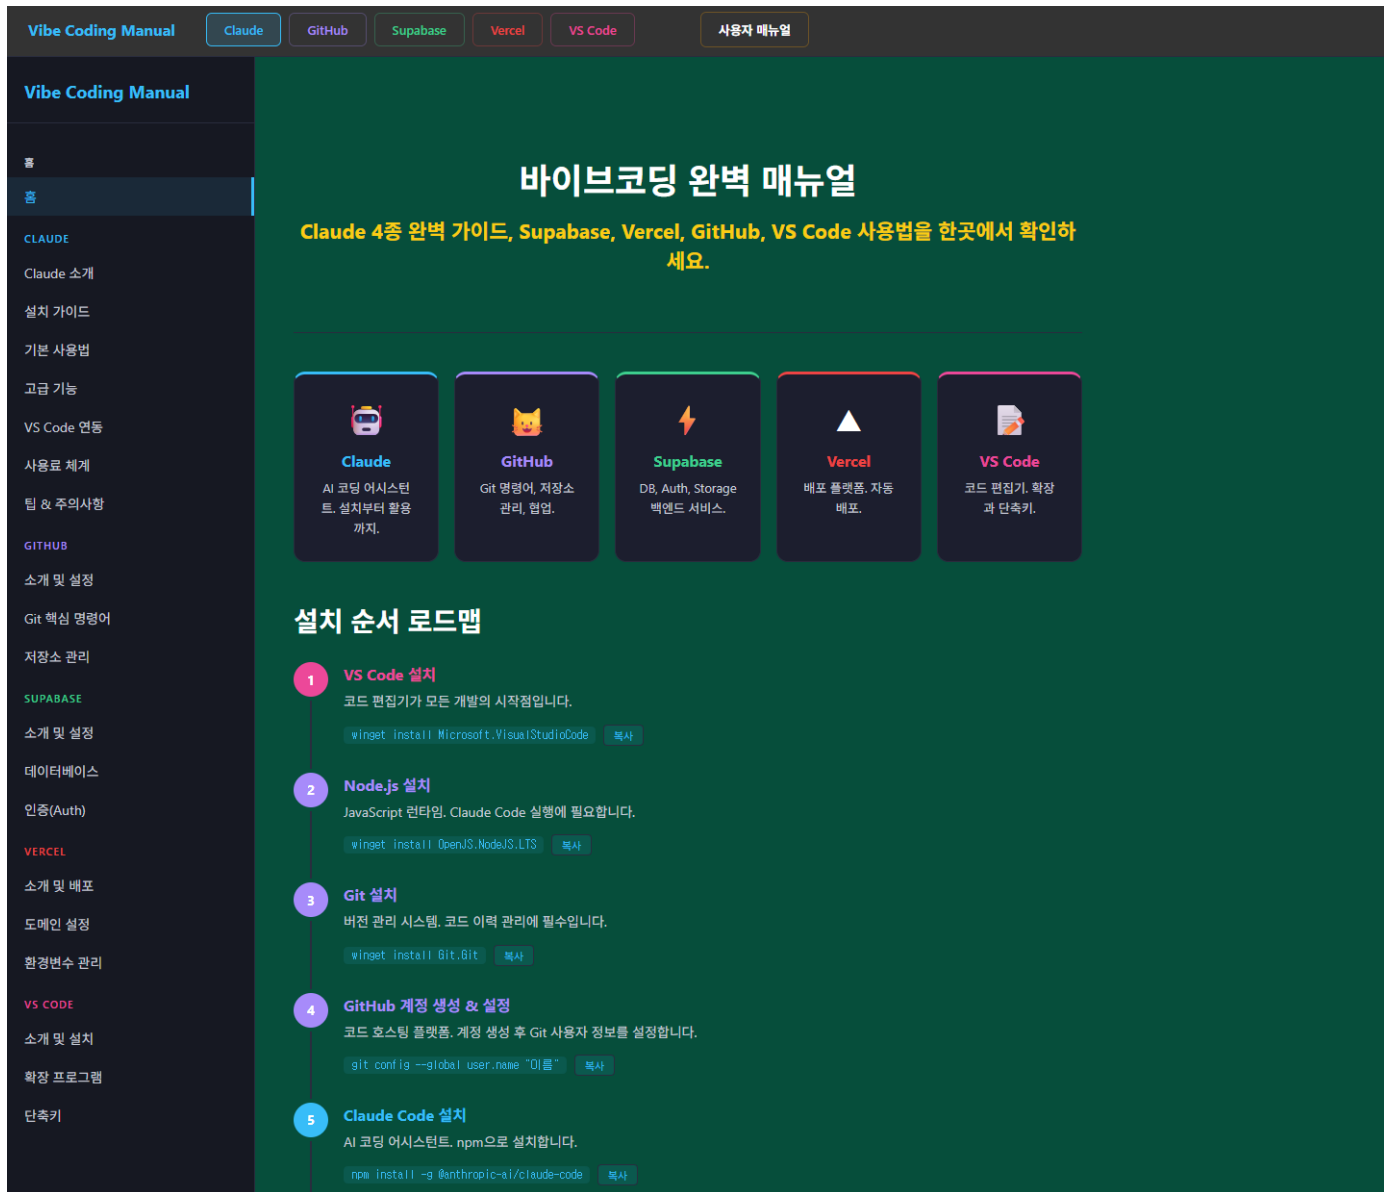 Vibe Coding Manual
Claude
GitHub
Supabase
Vercel
VS Code
사용자 매뉴얼
Vibe Coding Manual
홈
홈
CLAUDE
Claude 소개
설치 가이드
기본 사용법
고급 기능
VS Code 연동
사용료 체계
팁 & 주의사항
GITHUB
소개 및 설정
Git 핵심 명령어
저장소 관리
SUPABASE
소개 및 설정
데이터베이스
인증(Auth)
VERCEL
소개 및 배포
도메인 설정
환경변수 관리
VS CODE
소개 및 설치
확장 프로그램
단축키
바이브코딩 완벽 매뉴얼
Claude 4종 완벽 가이드, Supabase, Vercel, GitHub, VS Code 사용법을 한곳에서 확인하
세요.
Claude
AI 코딩 어시스턴
트. 설치부터 활용
까지.
GitHub
Git 명령어, 저장소
관리, 협업.
Supabase
DB, Auth, Storage
백엔드 서비스.
Vercel
배포 플랫폼. 자동
배포.
VS Code
코드 편집기. 확장
과 단축키.
설치 순서 로드맵
1
VS Code 설치
코드 편집기가 모든 개발의 시작점입니다.
winget install Microsoft.VisualStudioCode
복사
2
Node.js 설치
JavaScript 런타임. Claude Code 실행에 필요합니다.
winget install OpenJS.NodeJS.LTS
복사
3
Git 설치
버전 관리 시스템. 코드 이력 관리에 필수입니다.
winget install Git.Git
복사
4
GitHub 계정 생성 & 설정
코드 호스팅 플랫폼. 계정 생성 후 Git 사용자 정보를 설정합니다.
git config --global user.name "이름"
복사
5
Claude Code 설치
AI 코딩 어시스턴트. npm으로 설치합니다.
npm install -g @anthropic-ai/claude-code
복사